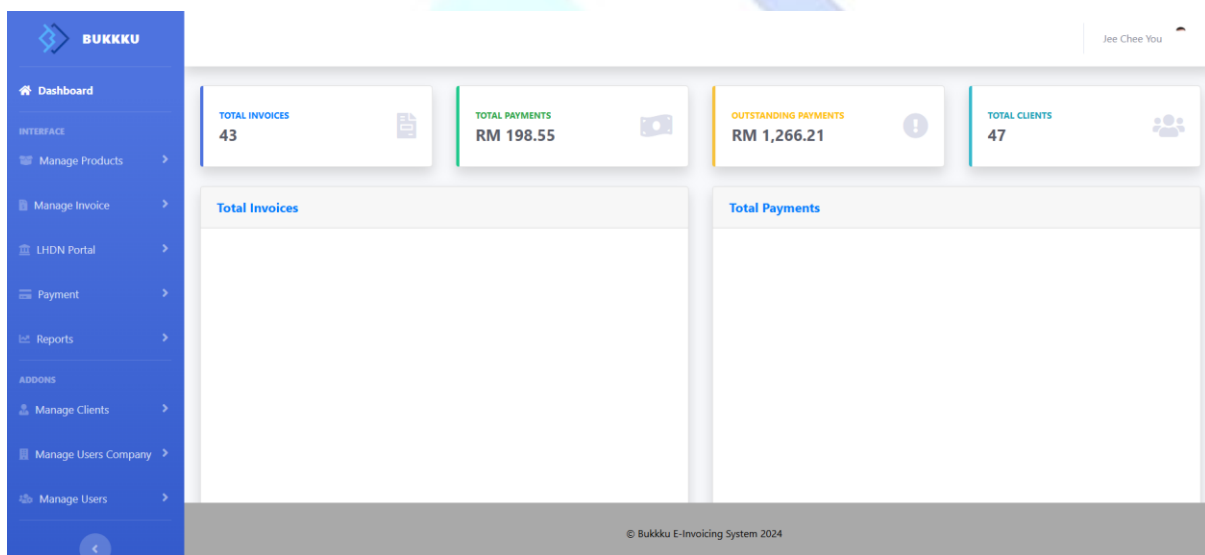 BUKKKU
Jee Chee You
Dashboard
INTERFACE
Manage Products
Manage Invoice
LHDN Portal
Payment
Reports
ADDONS
Manage Clients
Manage Users Company
Manage Users
TOTAL INVOICES
43
TOTAL PAYMENTS
RM 198.55
OUTSTANDING PAYMENTS
RM 1,266.21
TOTAL CLIENTS
47
Total Invoices
Total Payments
© Bukkku E-Invoicing System 2024